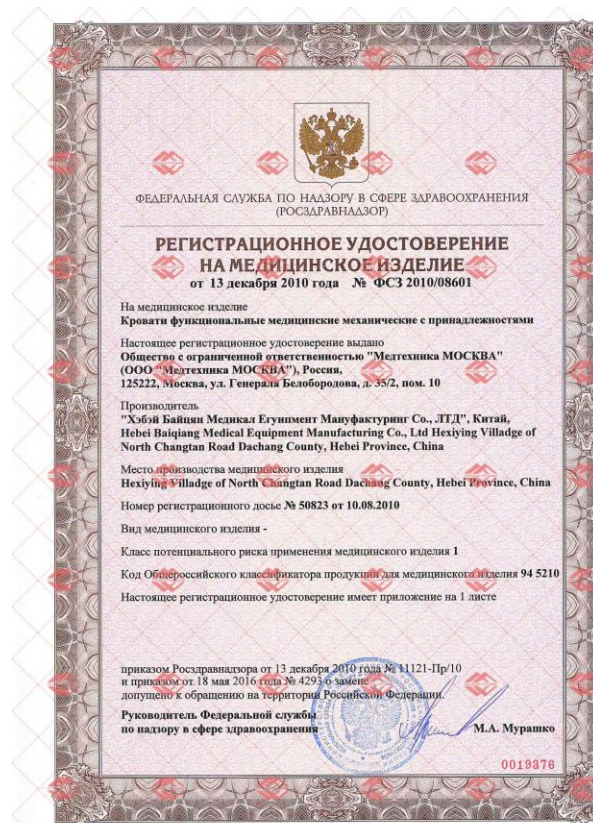 ФЕДЕРАЛЬНАЯ СЛУЖБА ПО НАДЗОРУ В СФЕРЕ ЗДРАВООХРАНЕНИЯ
(РОСЗДРАВНАДЗОР)
РЕГИСТРАЦИОННОЕ УДОСТОВЕРЕНИЕ
НА МЕДИЦИНСКОЕ ИЗДЕЛИЕ
от 13 декабря 2010 года № ФСЗ 2010/08601
На медицинское изделие
Кровати функциональные медицинские механические с принадлежностями
Настоящее регистрационное удостоверение выдано
Общество с ограниченной ответственностью "Медтехника МОСКВА"
(ООО "Медтехника МОСКВА"), Россия,
125222, Москва, ул. Генерала Белобородова, д. 35/2, пом. 10
Производитель
"Хэбэй Байцян Медикал Егуипмент Мануфактуринг Со., ЛТД", Китай,
Hebei Baiqiang Medical Equipment Manufacturing Co., Ltd Hexiying Villadge of
North Changtan Road Dachang County, Hebei Province, China
Место производства медицинского изделия
Hexiying Villadge of North Changtan Road Dachang County, Hebei Province, China
Номер регистрационного досье № 50823 от 10.08.2010
Вид медицинского изделия -
Класс потенциального риска применения медицинского изделия 1
Код Общероссийского классификатора продукции для медицинского изделия 94 5210
Настоящее регистрационное удостоверение имеет приложение на 1 листе
приказом Росздравнадзора от 13 декабря 2010 года № 11121-Пр/10
и приказом от 18 мая 2016 года № 4293 о замене
допущено к обращению на территории Российской Федерации.
Руководитель Федеральной службы
по надзору в сфере здравоохранения
М.А. Мурашко
0019376